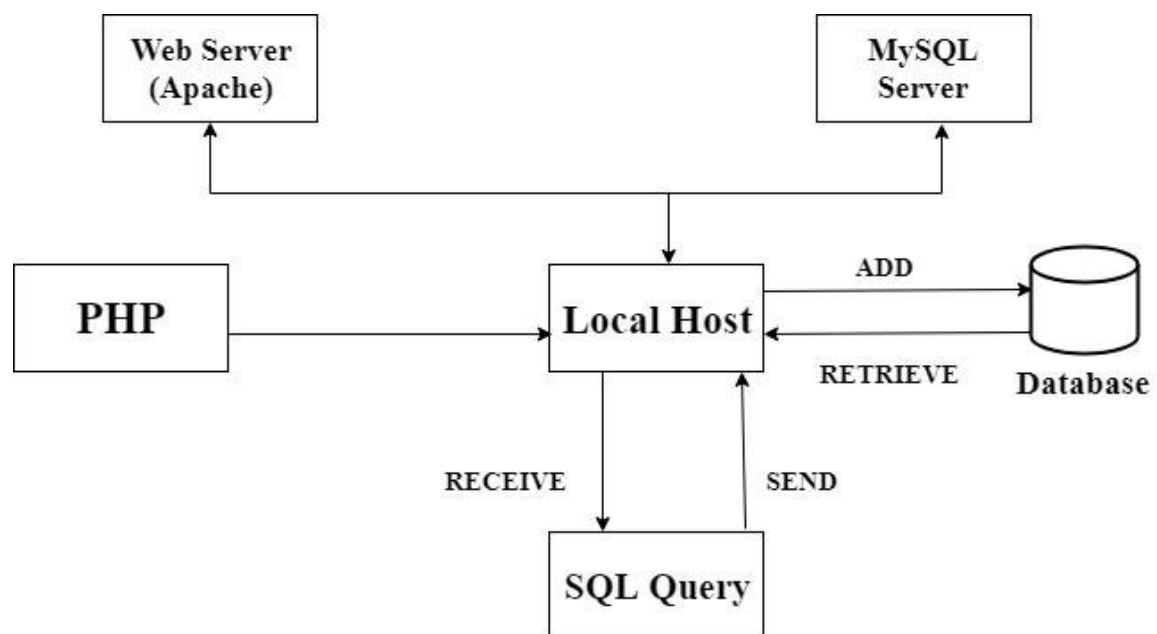 Web Server
(Apache)
MySQL
Server
PHP
Local Host
ADD
RETRIEVE
Database
RECEIVE
SEND
SQL Query